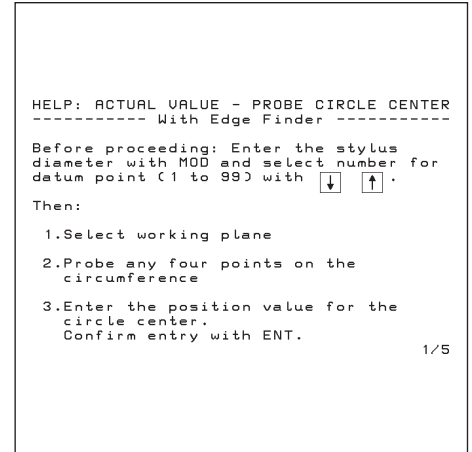 HELP: ACTUAL VALUE - PROBE CIRCLE CENTER
----------- With Edge Finder -----------
Before proceeding: Enter the stylus
diameter with MOD and select number for
datum point (1 to 99) with ↓ ↑ .
Then:
1.Select working plane
2.Probe any four points on the
circumference
3.Enter the position value for the
circle center.
Confirm entry with ENT.
1/5